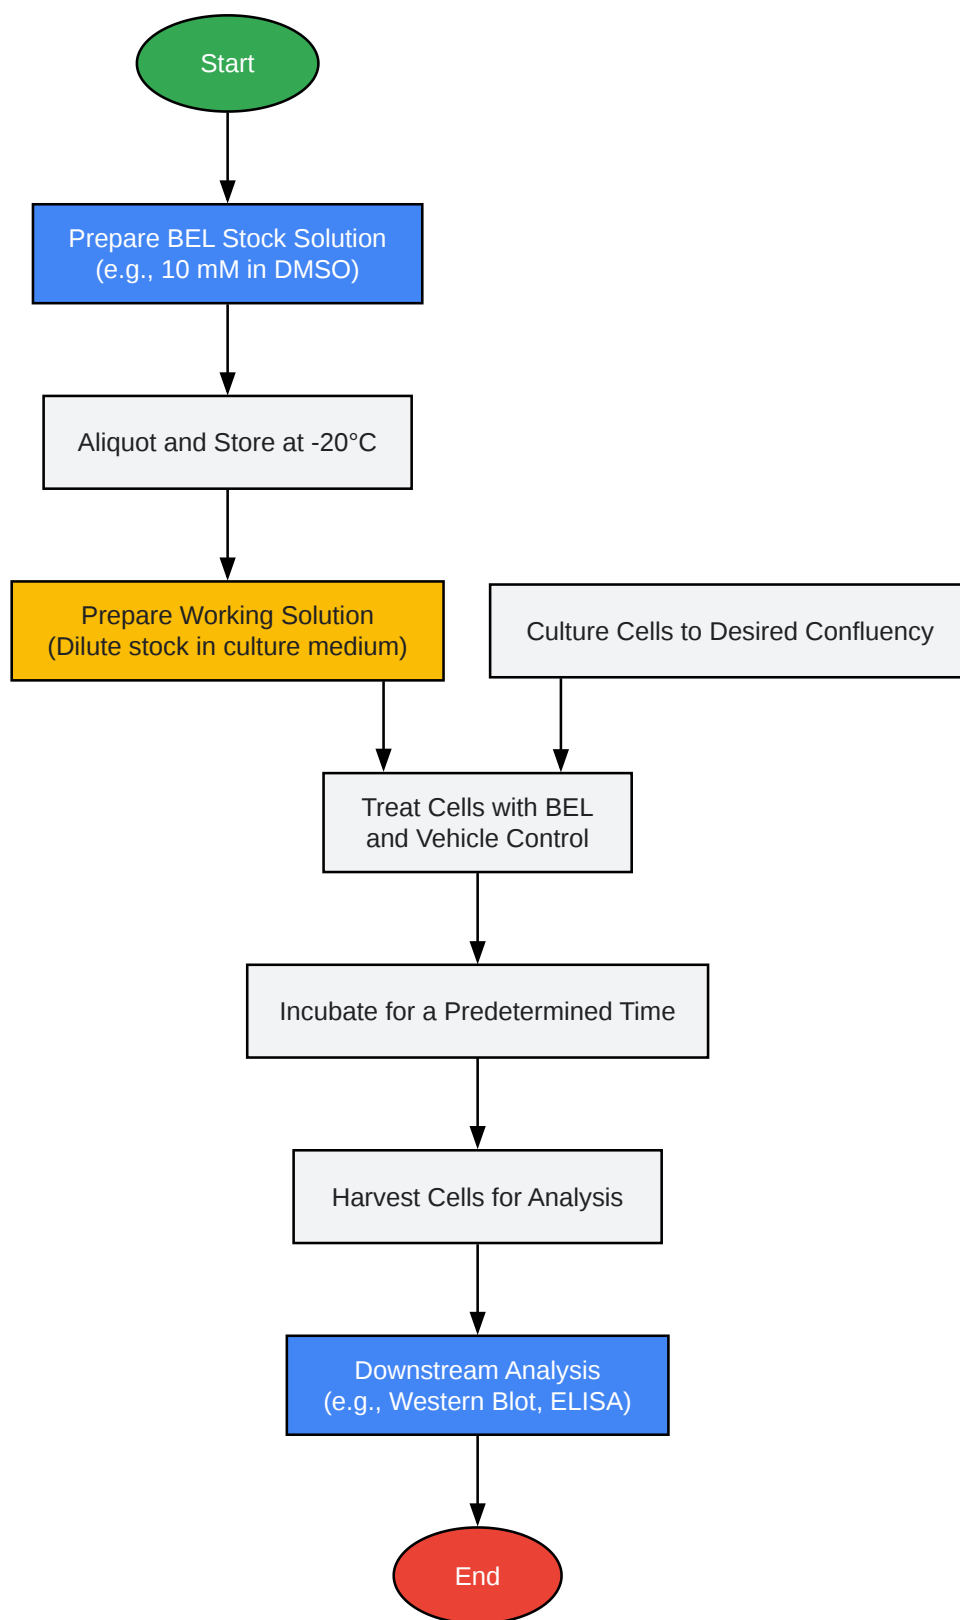 Start
Prepare BEL Stock Solution
(e.g., 10 mM in DMSO)
Aliquot and Store at -20°C
Prepare Working Solution
(Dilute stock in culture medium)
Culture Cells to Desired Confluency
Treat Cells with BEL
and Vehicle Control
Incubate for a Predetermined Time
Harvest Cells for Analysis
Downstream Analysis
(e.g., Western Blot, ELISA)
End